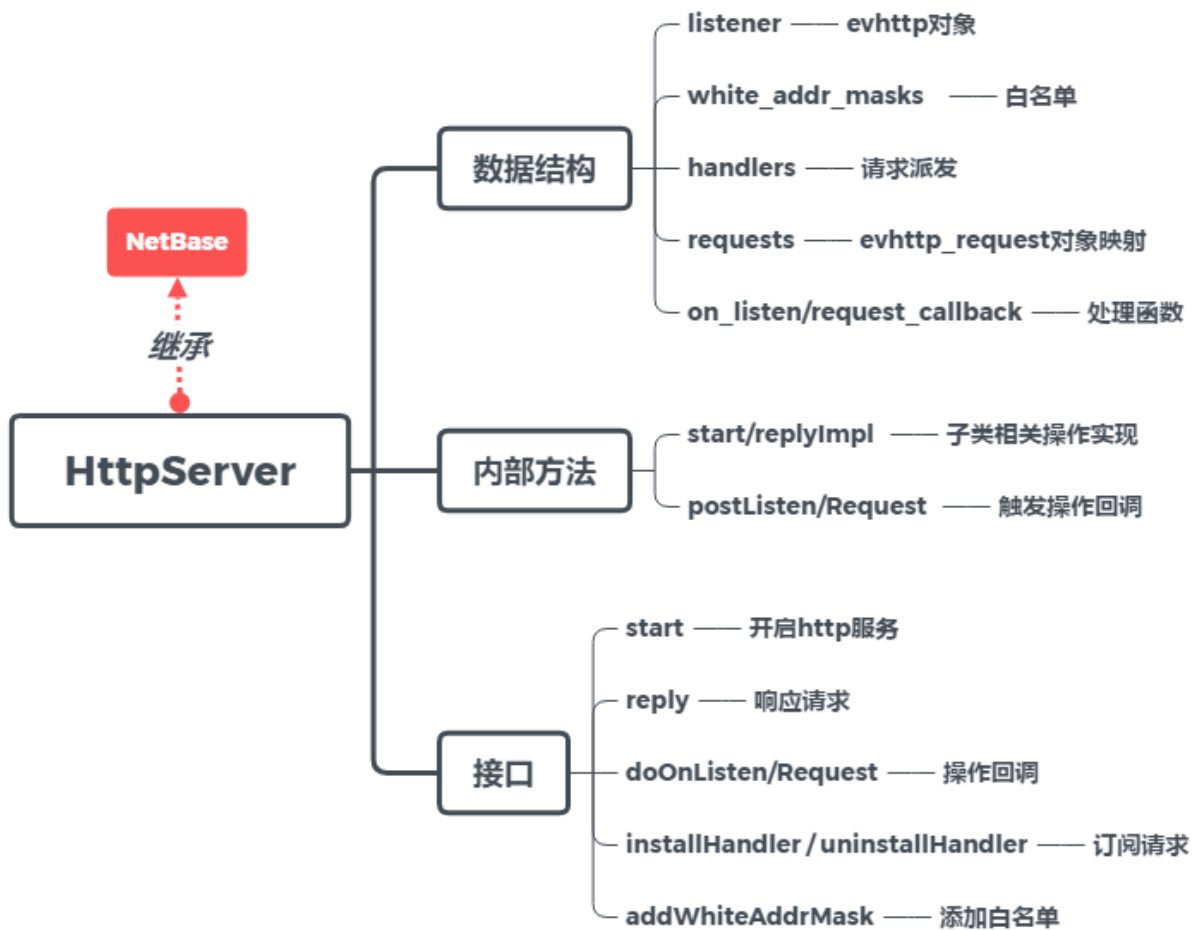 NetBase
继承
HttpServer
数据结构
listener
evhttp对象
white_addr_masks
白名单
handlers
请求派发
requests
evhttp_request对象映射
on_listen/request_callback
处理函数
内部方法
start/replyImpl
子类相关操作实现
postListen/Request
触发操作回调
接口
start
开启http服务
reply
响应请求
doOnListen/Request
操作回调
installHandler / uninstallHandler
订阅请求
addWhiteAddrMask
添加白名单